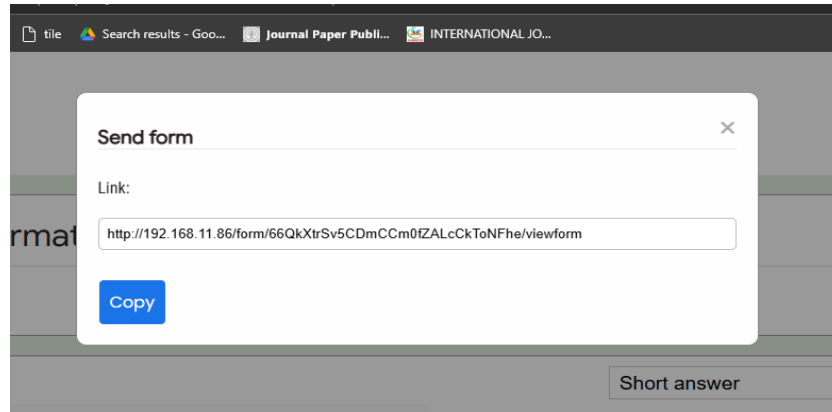 tile Search results - Goo... Journal Paper Publi... INTERNATIONAL JO...
Send form
×
Link:
rmat
http://192.168.11.86/form/66QkXtrSv5CDmCCm0fZALcCkToNFhe/viewform
Copy
Short answer